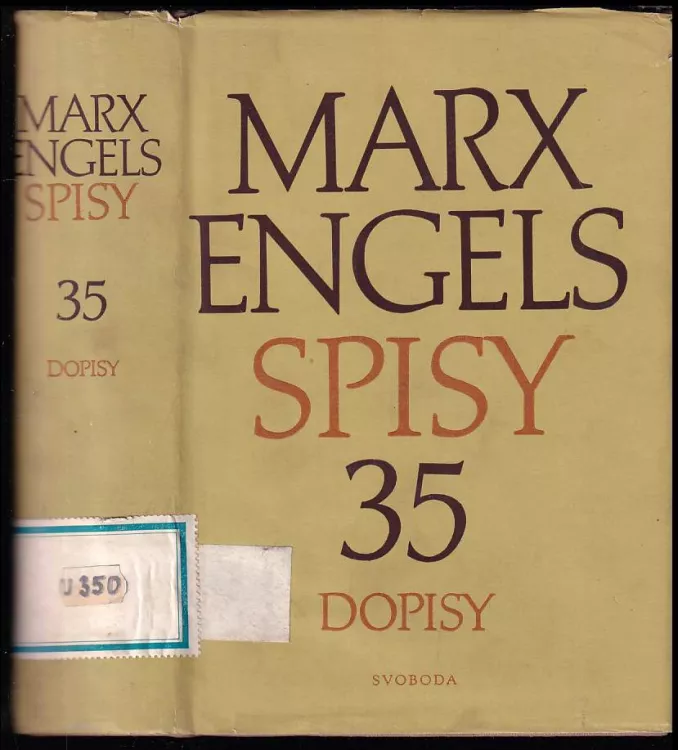 MARX
ENGELS
SPISY
35
DOPISY
U 350
MARX
ENGELS
SPISY
35
DOPISY
SVOBODA